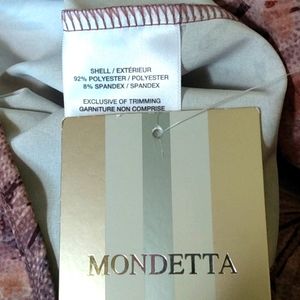 SHELL / EXTÉRIEUR
92% POLYESTER / POLYESTER
8% SPANDEX / SPANDEX
EXCLUSIVE OF TRIMMING
GARNITURE NON COMPRISE
MONDETTA